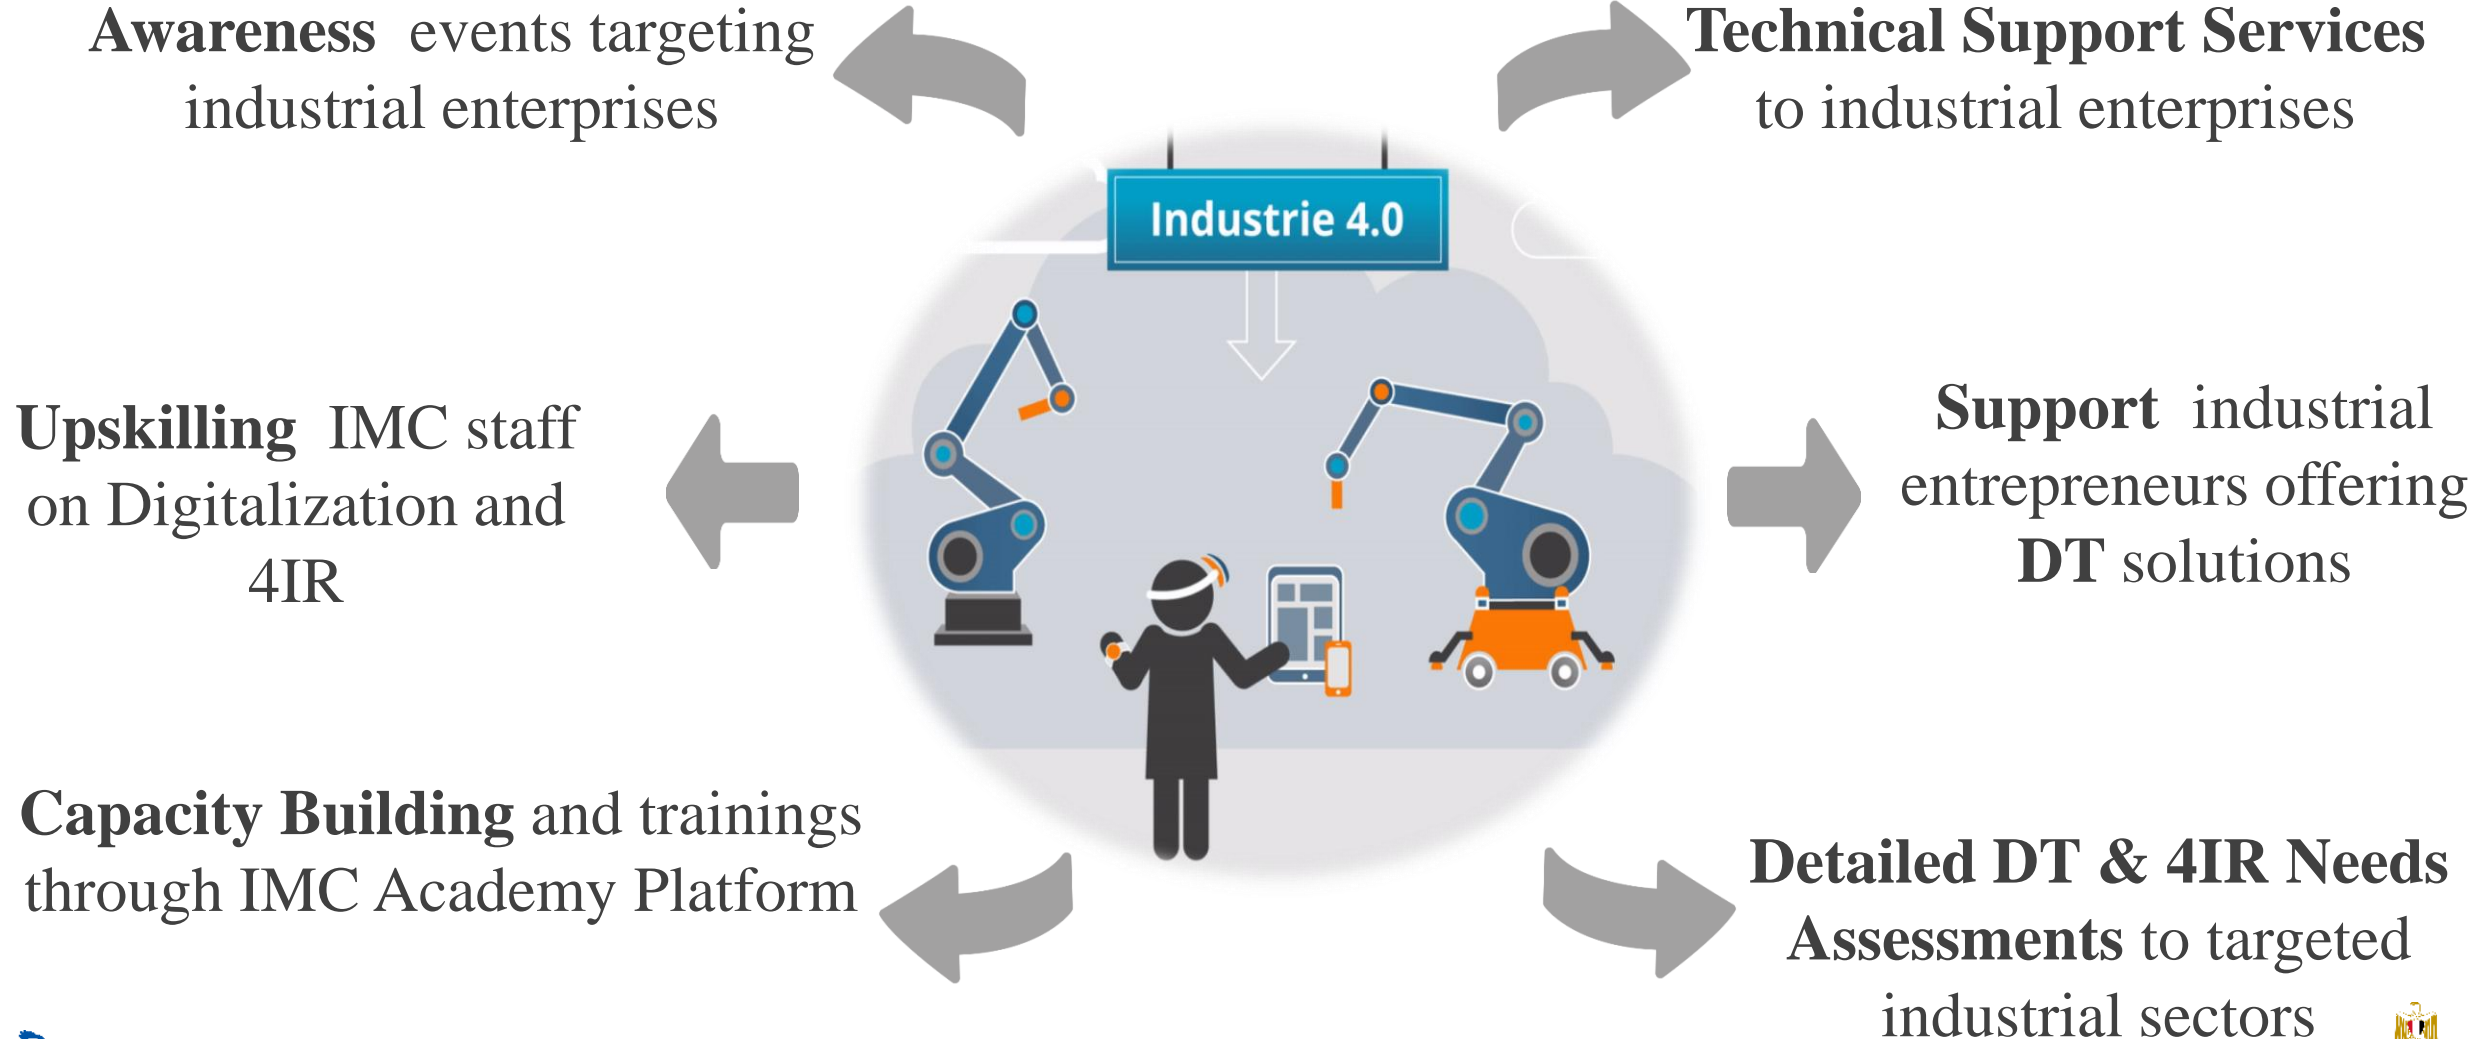 Awareness events targeting
industrial enterprises
Technical Support Services
to industrial enterprises
Industrie 4.0
Upskilling IMC staff
on Digitalization and
4IR
Support industrial
entrepreneurs offering
DT solutions
Capacity Building and trainings
through IMC Academy Platform
Detailed DT & 4IR Needs
Assessments to targeted
industrial sectors